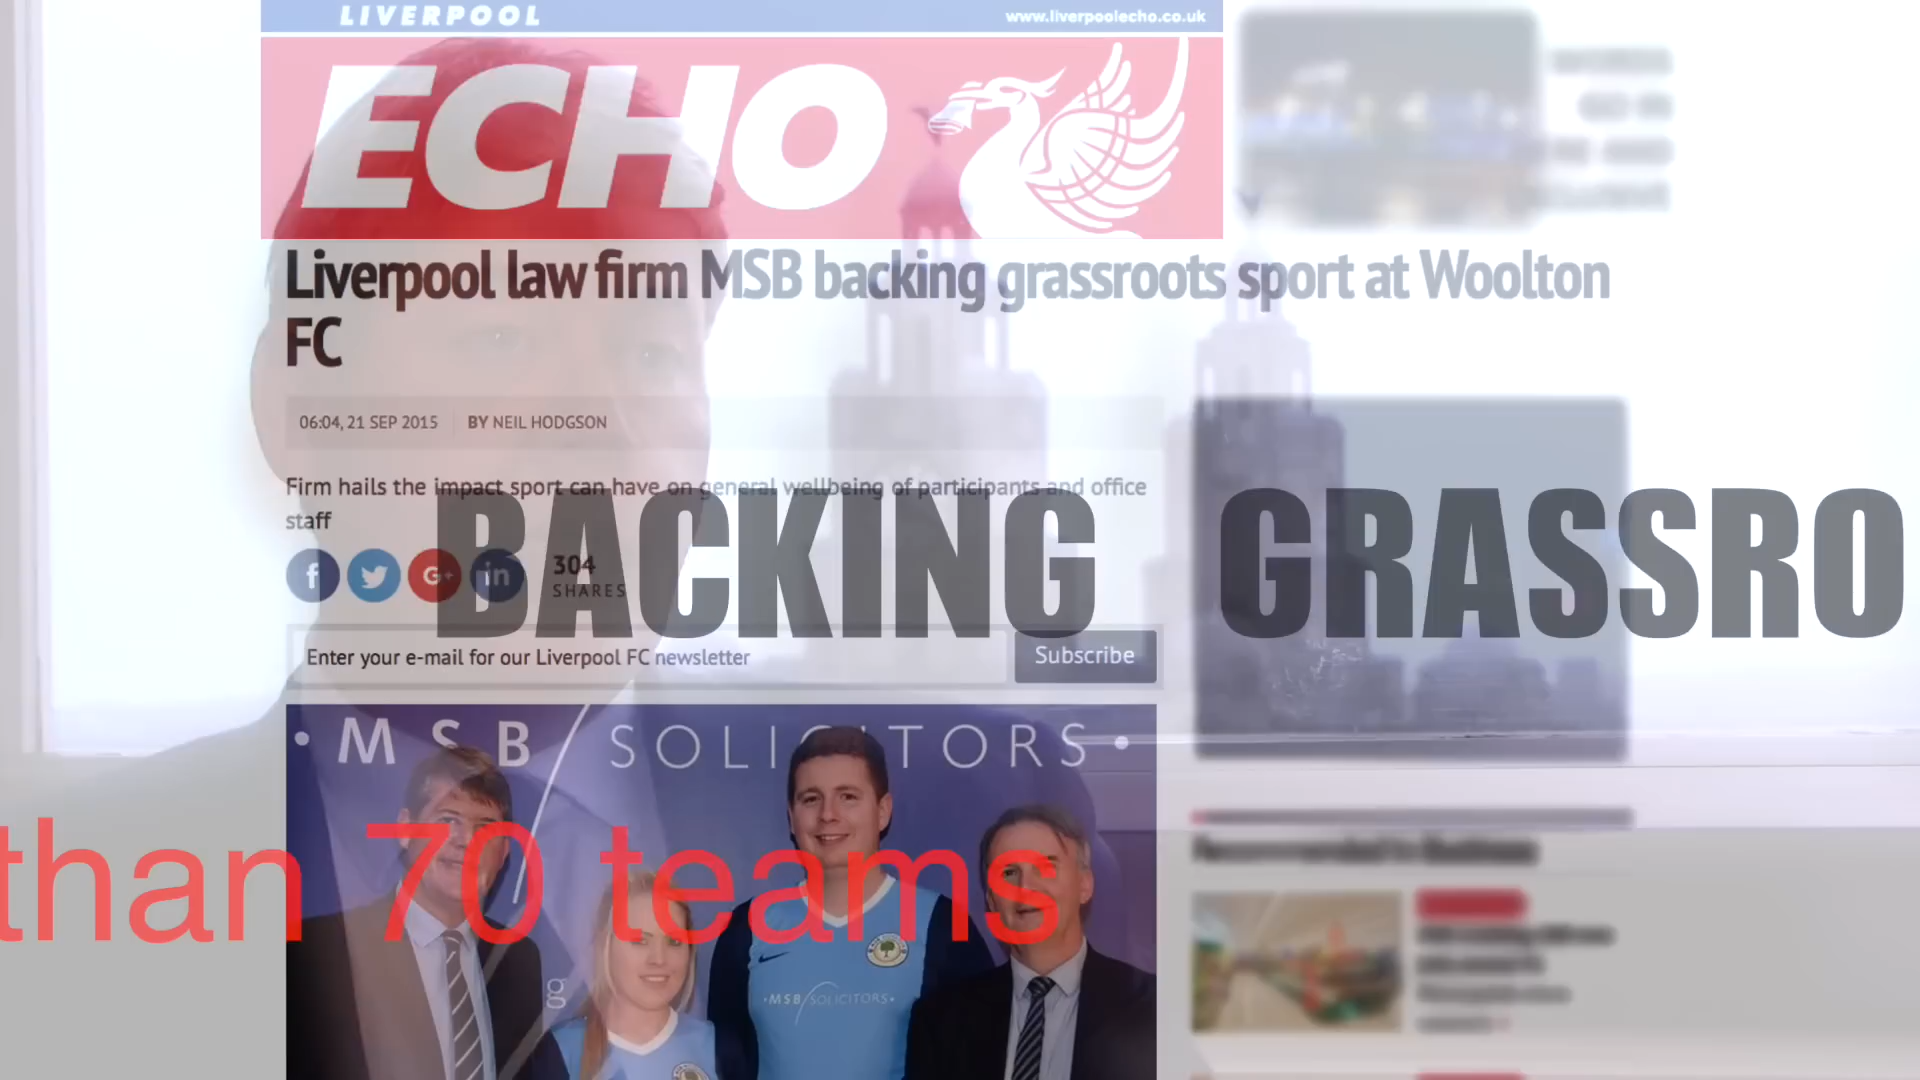 LIVERPOOL
www.liverpoolecho.co.uk
ECHO
Liverpool law firm MSB backing grassroots sport at Woolton
FC
06:04, 21 SEP 2015 BY NEIL HODGSON
Firm hails the impact sport can have on general wellbeing of participants and office
staff
BACKING GRASSRO
f G+ in 304
SHARES
Enter your e-mail for our Liverpool FC newsletter Subscribe
• M S B / SOLICITORS •
than 70 teams
g
•MSB/SOLICITORS•